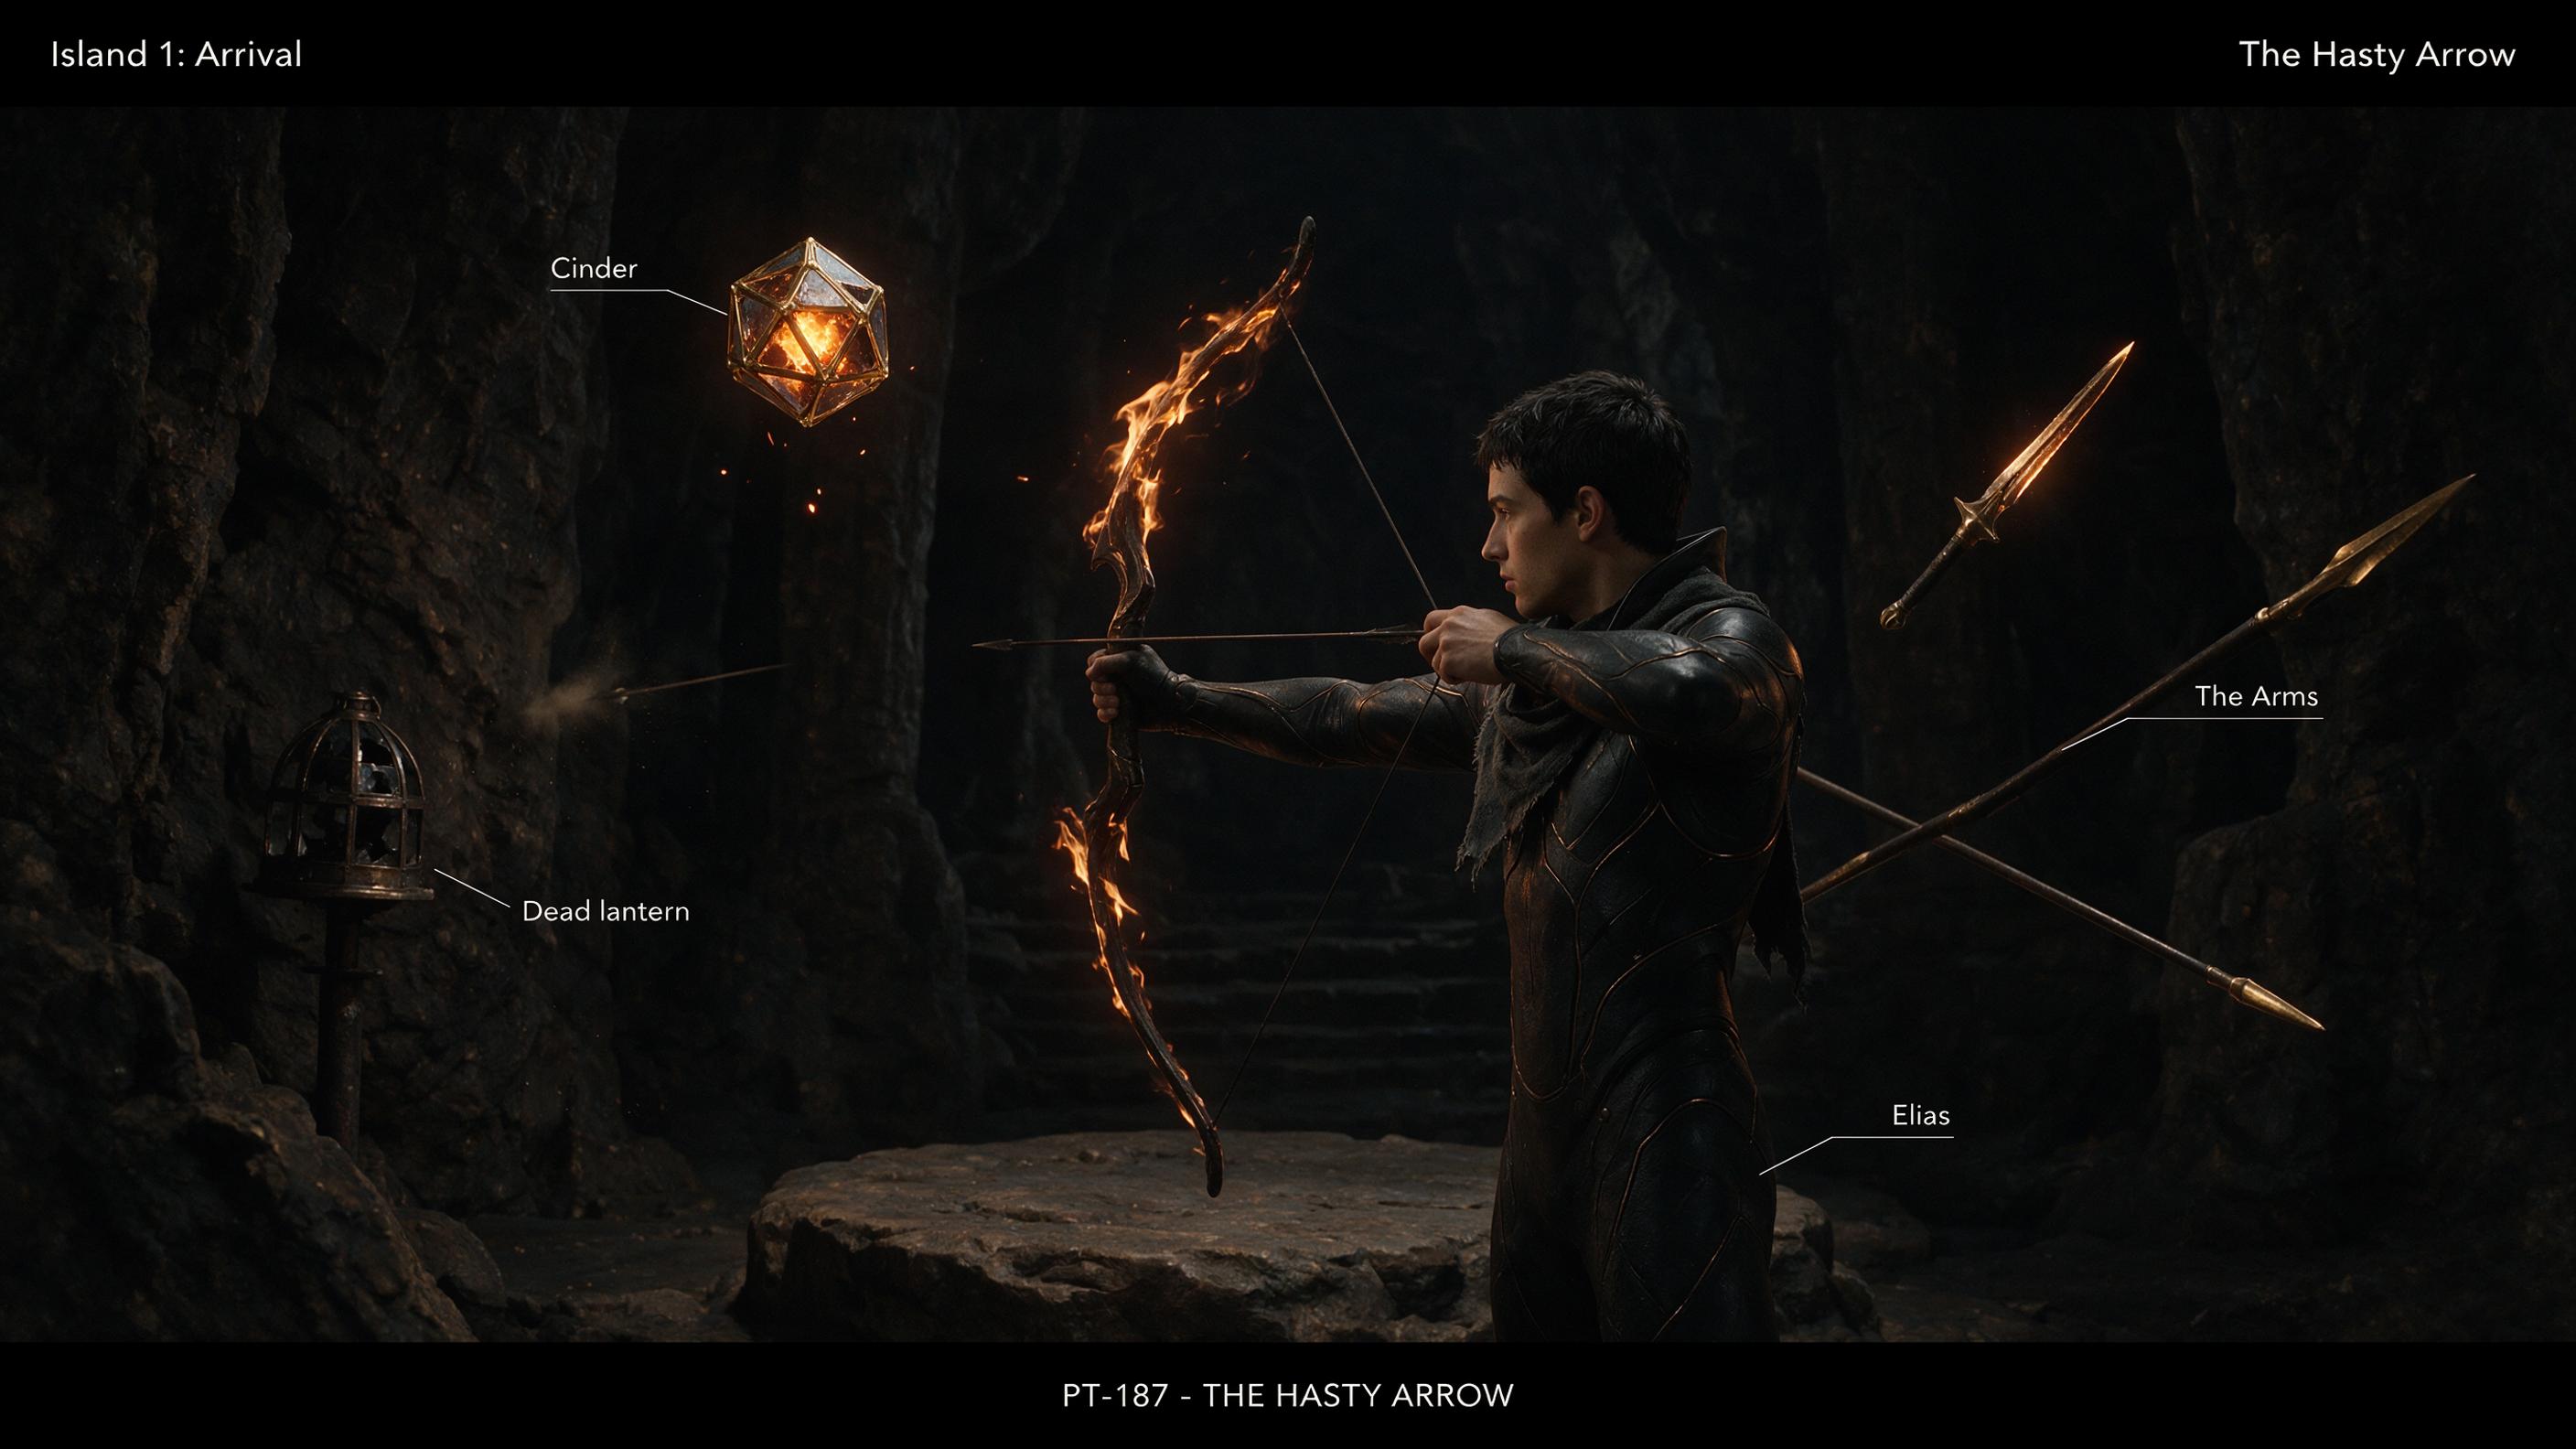 Island 1: Arrival
The Hasty Arrow
Cinder
The Arms
Dead lantern
Elias
PT-187 - THE HASTY ARROW